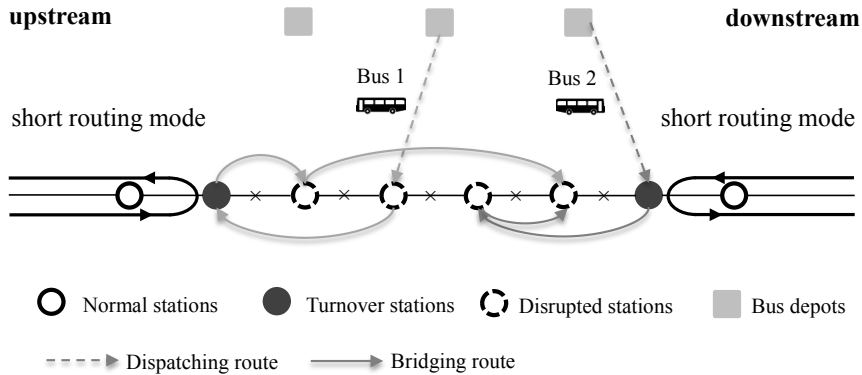 upstream
downstream
Bus 1
Bus 2
short routing mode
short routing mode
Normal stations
Turnover stations
Disrupted stations
Bus depots
Dispatching route
Bridging route